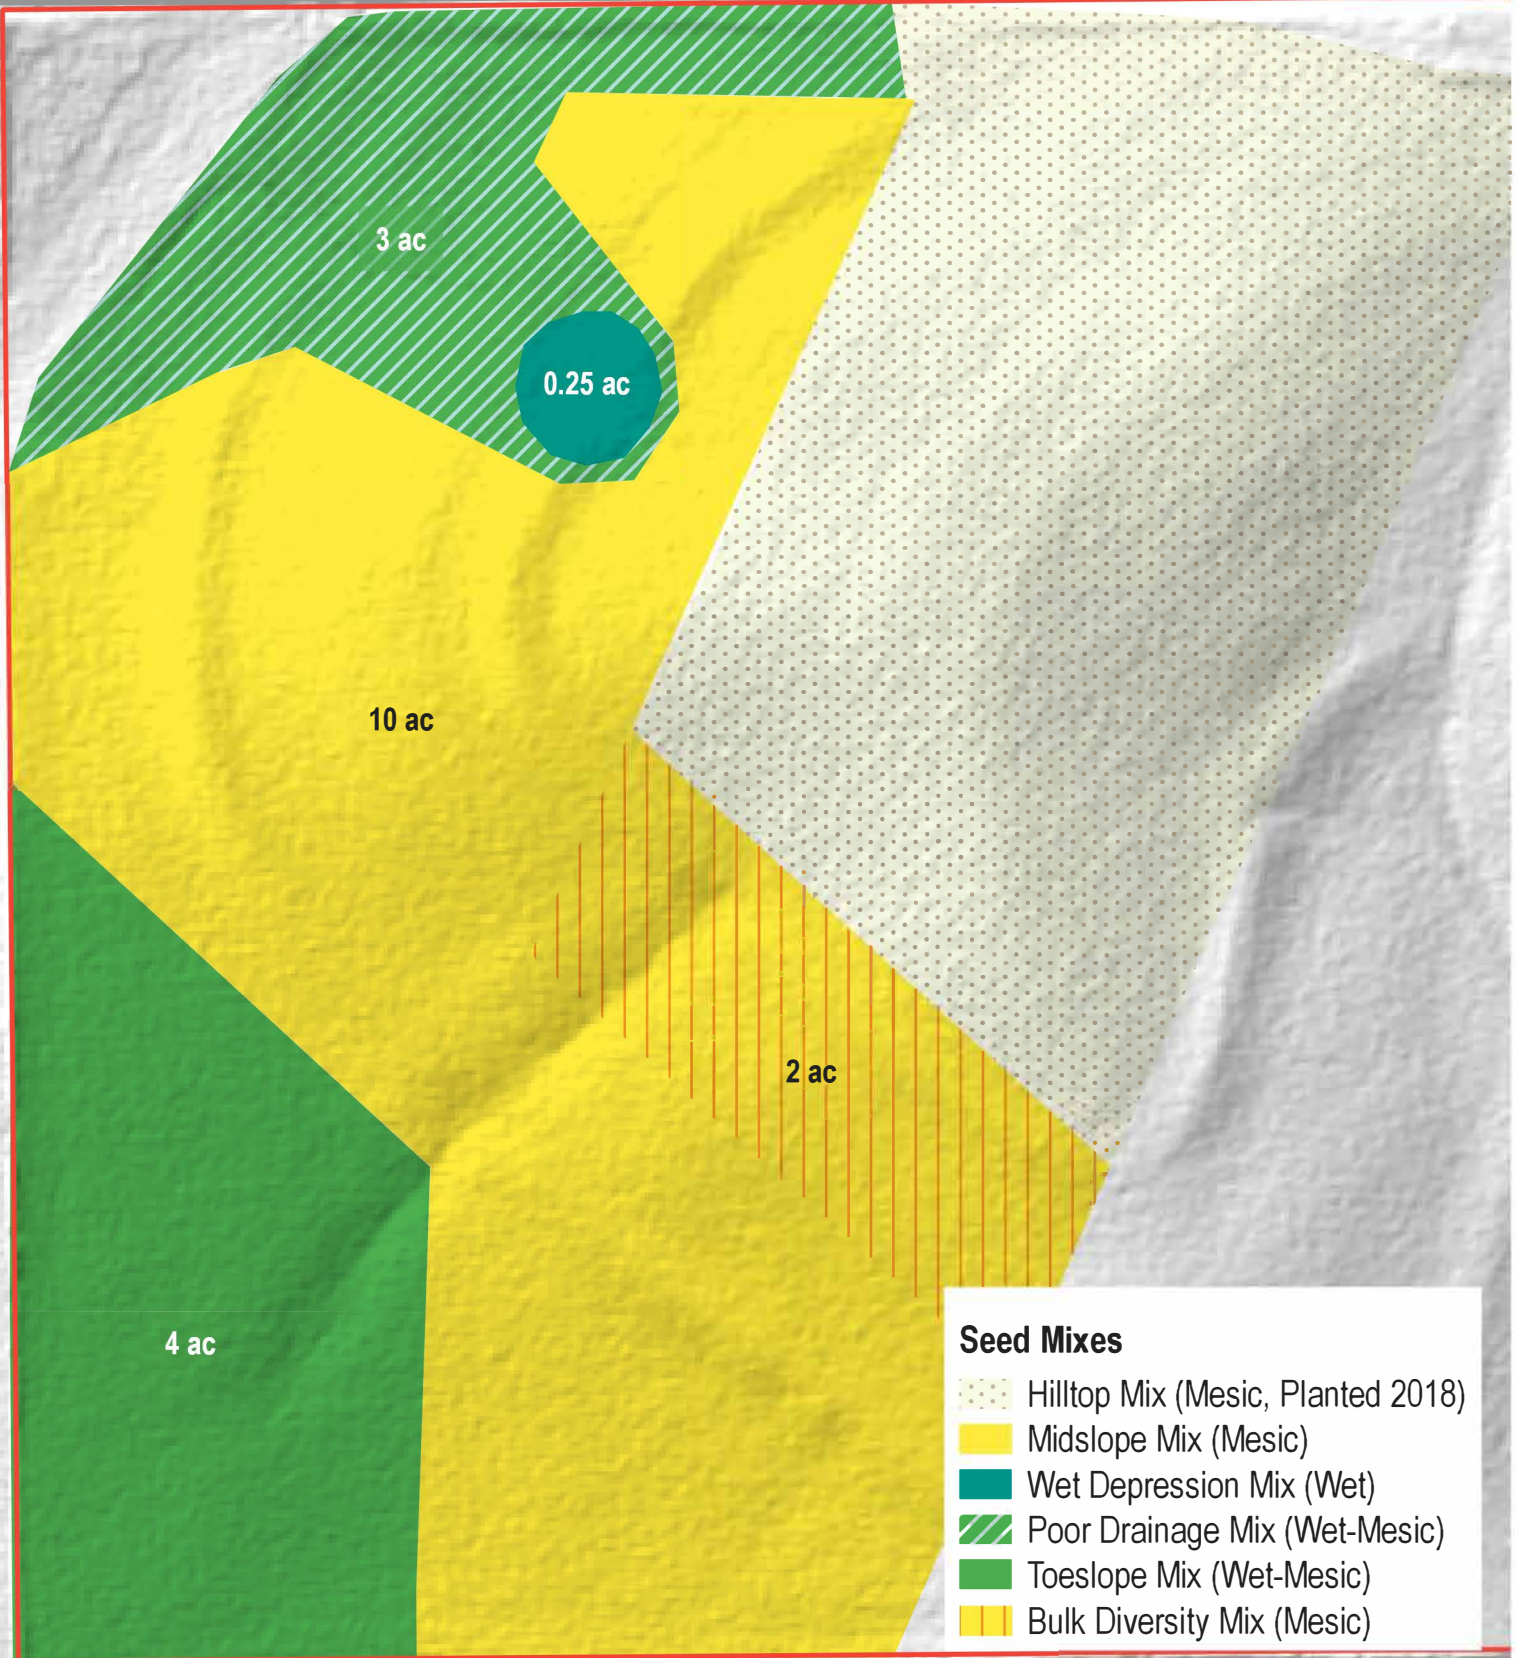 3 ac
0.25 ac
10 ac
2 ac
4 ac
Seed Mixes
Hilltop Mix (Mesic, Planted 2018)
Midslope Mix (Mesic)
Wet Depression Mix (Wet)
Poor Drainage Mix (Wet-Mesic)
Toeslope Mix (Wet-Mesic)
Bulk Diversity Mix (Mesic)